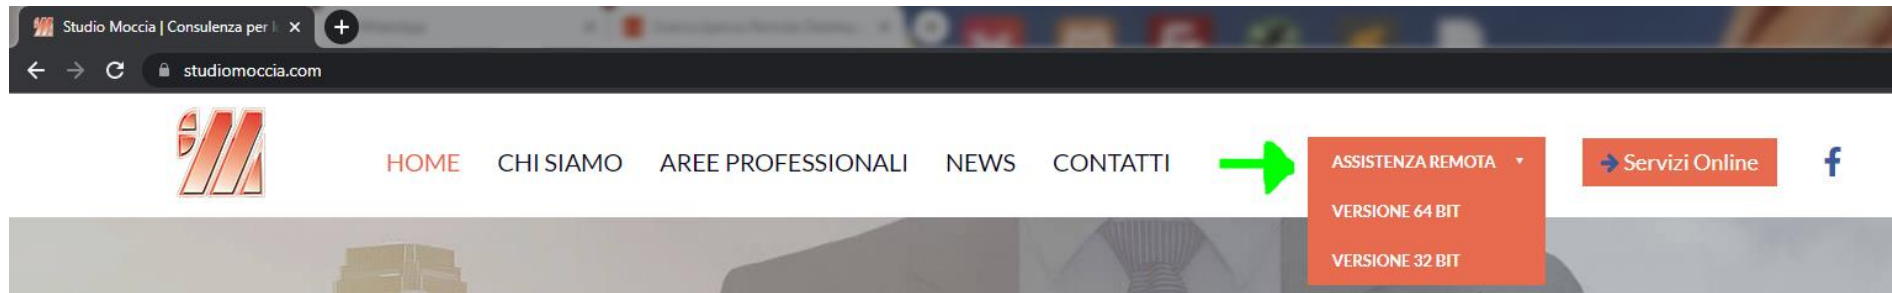 Studio Moccia | Consulenza per l
studiomoccia.com
HOME CHI SIAMO AREE PROFESSIONALI NEWS CONTATTI ASSISTENZA REMOTA Servizi Online
VERSIONE 64 BIT
VERSIONE 32 BIT